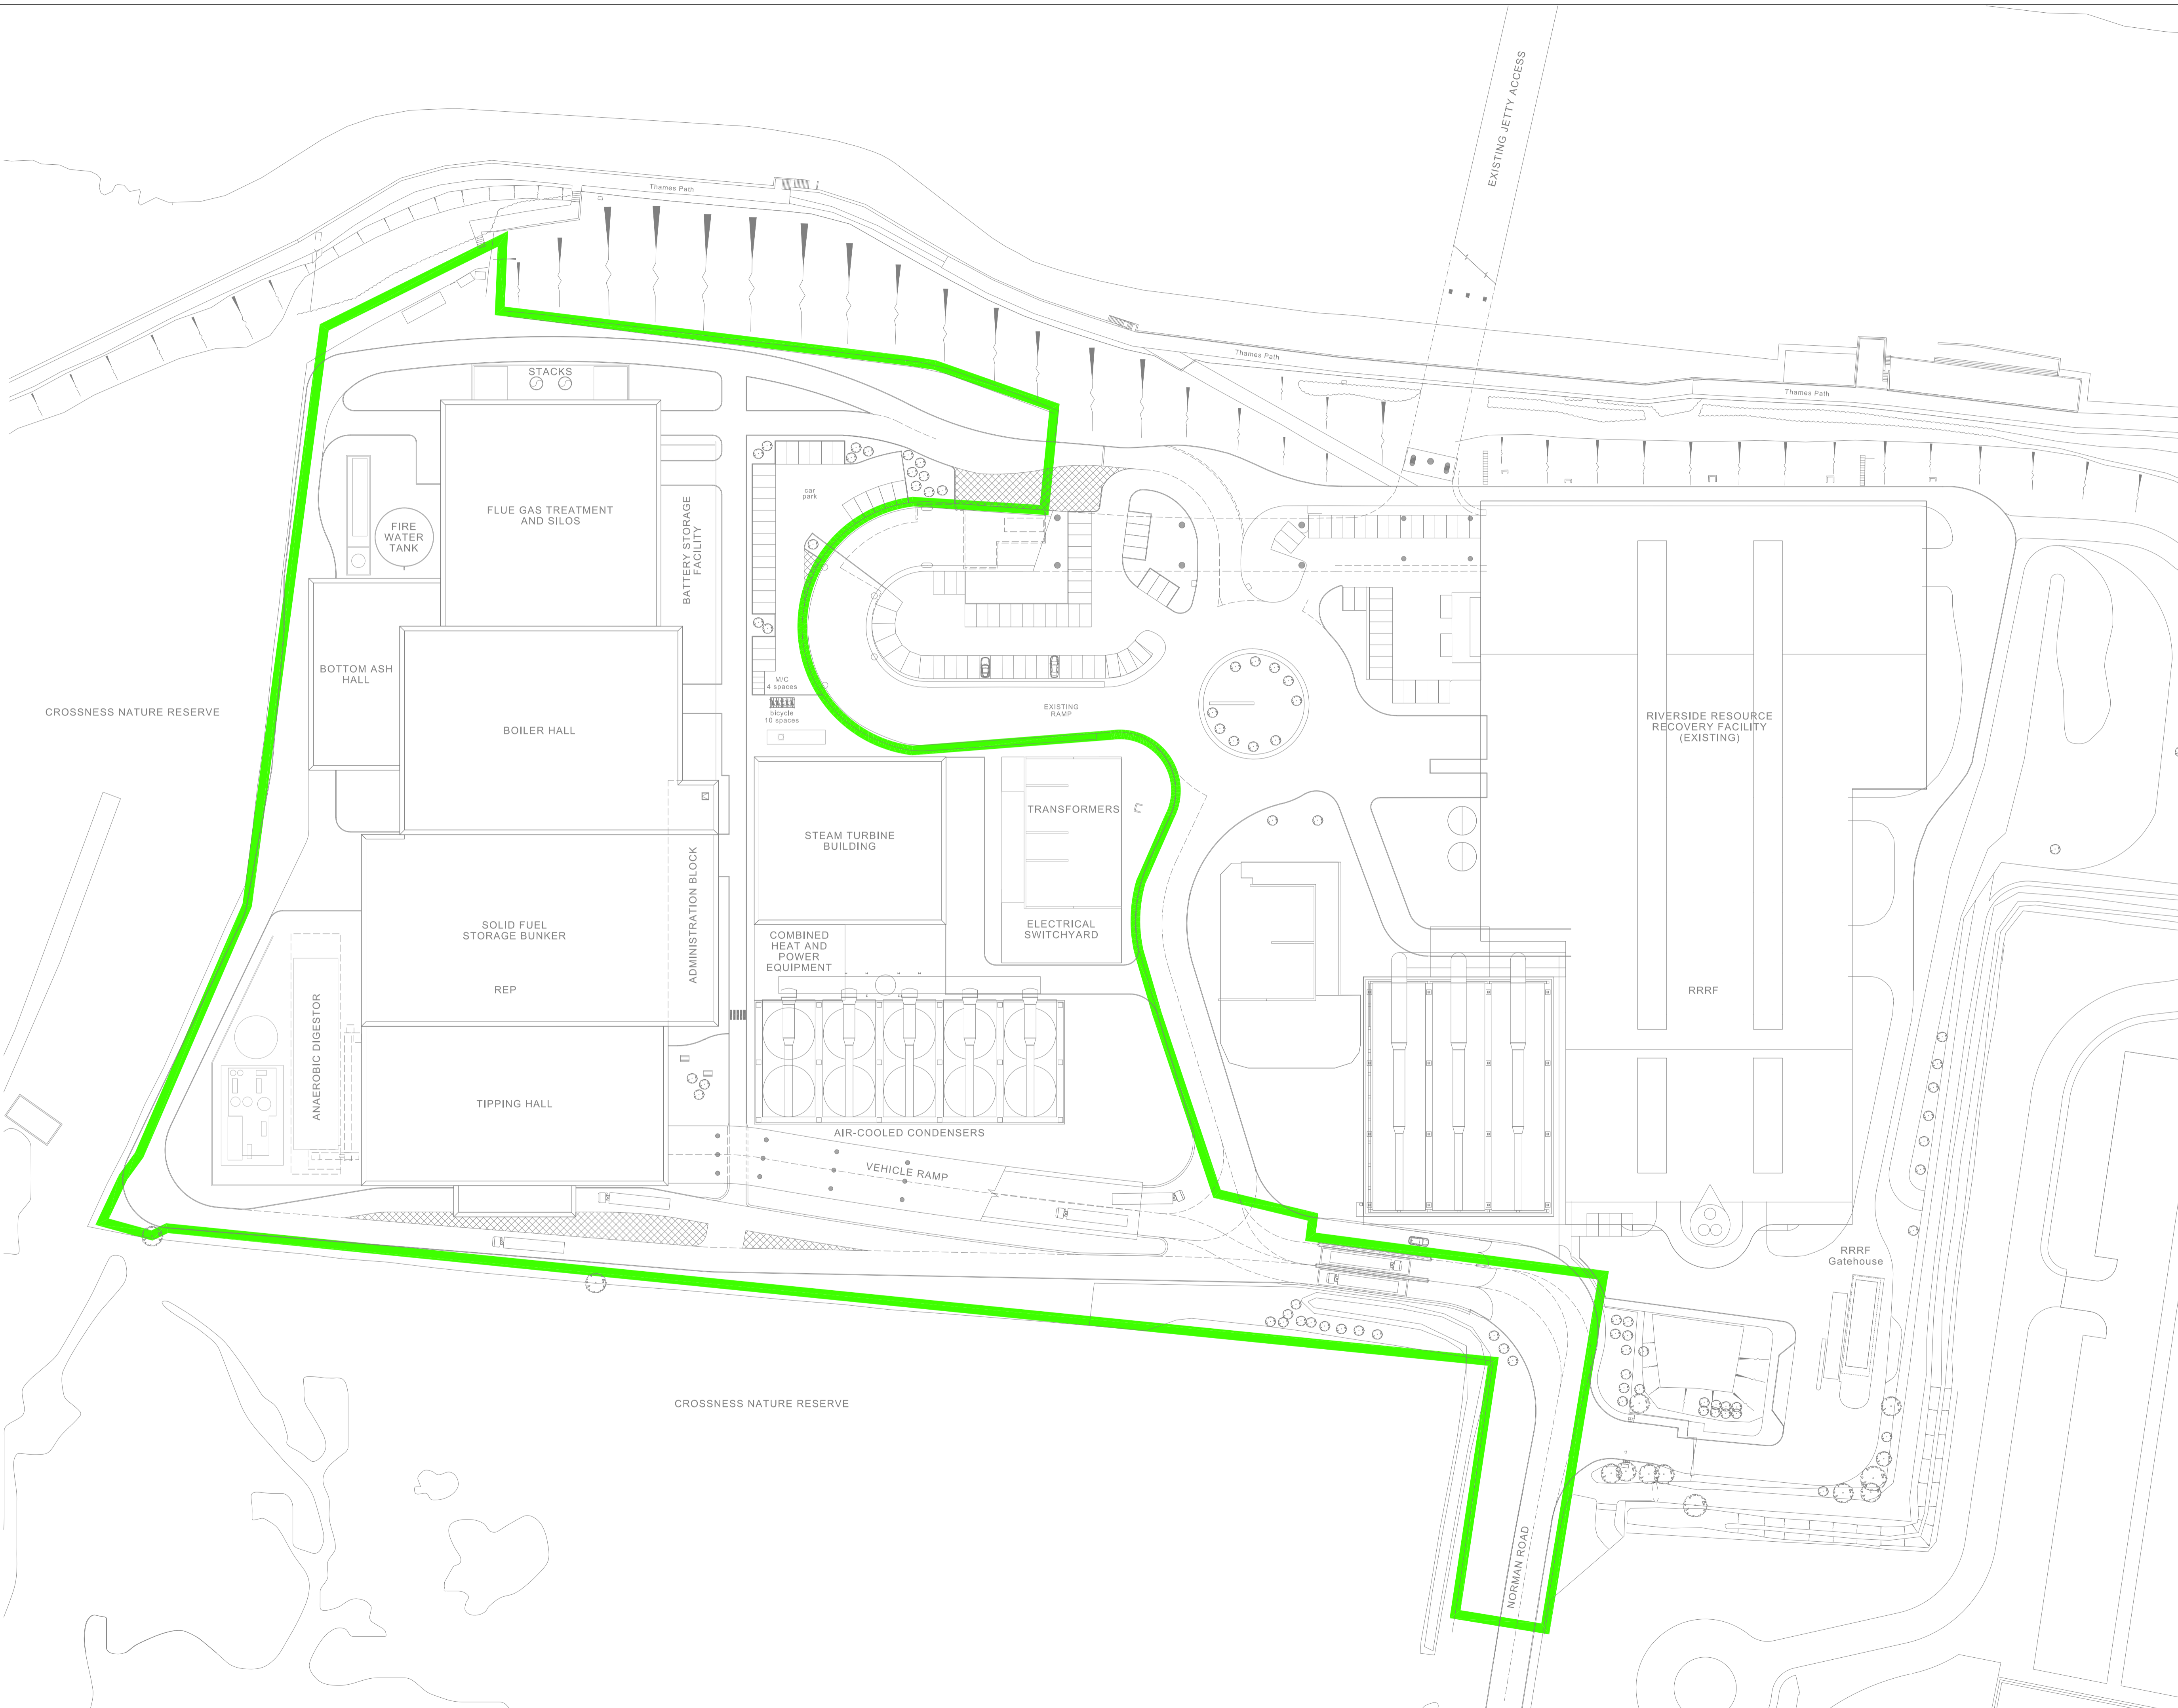 EXISTING JETTY ACCESS
Thames Path
Thames Path
Thames Path
STACKS
FLUE GAS TREATMENT
AND SILOS
FIRE
WATER
TANK
BATTERY STORAGE
FACILITY
car
park
BOTTOM ASH
HALL
M/C
4 spaces
bicycle
10 spaces
EXISTING
RAMP
CROSSNESS NATURE RESERVE
BOILER HALL
RIVERSIDE RESOURCE
RECOVERY FACILITY
(EXISTING)
TRANSFORMERS
STEAM TURBINE
BUILDING
ADMINISTRATION BLOCK
SOLID FUEL
STORAGE BUNKER
ELECTRICAL
SWITCHYARD
COMBINED
HEAT AND
POWER
EQUIPMENT
REP
RRRF
ANAEROBIC DIGESTOR
TIPPING HALL
AIR-COOLED CONDENSERS
VEHICLE RAMP
RRRF
Gatehouse
CROSSNESS NATURE RESERVE
NORMAN ROAD